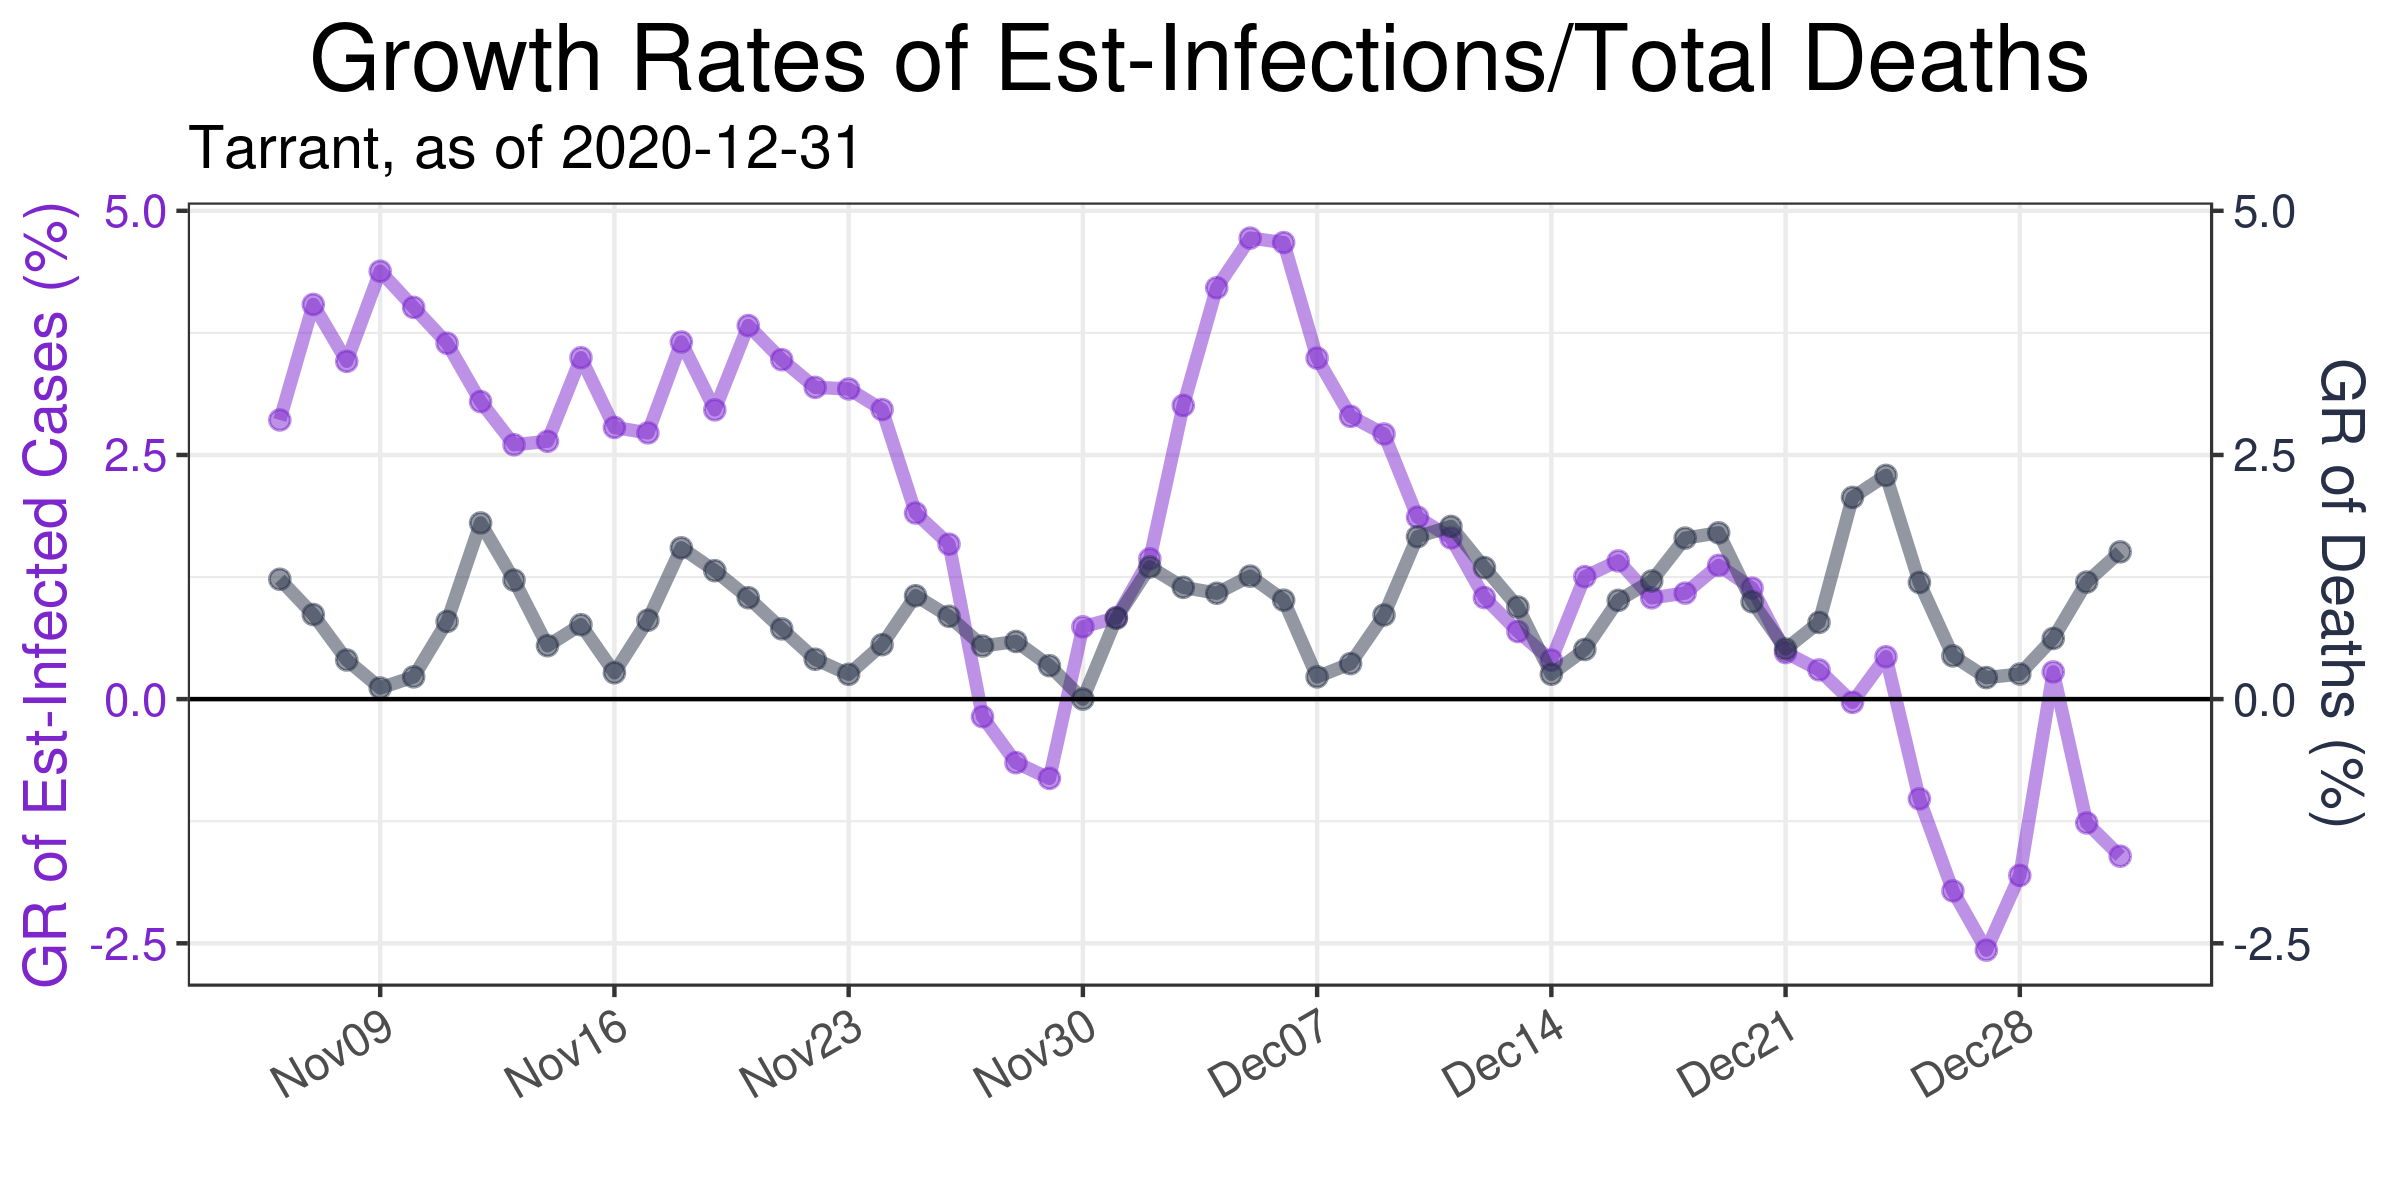 Growth Rates of Est-Infections/Total Deaths
Tarrant, as of 2020-12-31
GR of Est-Infected Cases (%)
5.0
2.5
0.0
-2.5
5.0
2.5
0.0
-2.5
GR of Deaths (%)
Nov09
Nov16
Nov23
Nov30
Dec07
Dec14
Dec21
Dec28